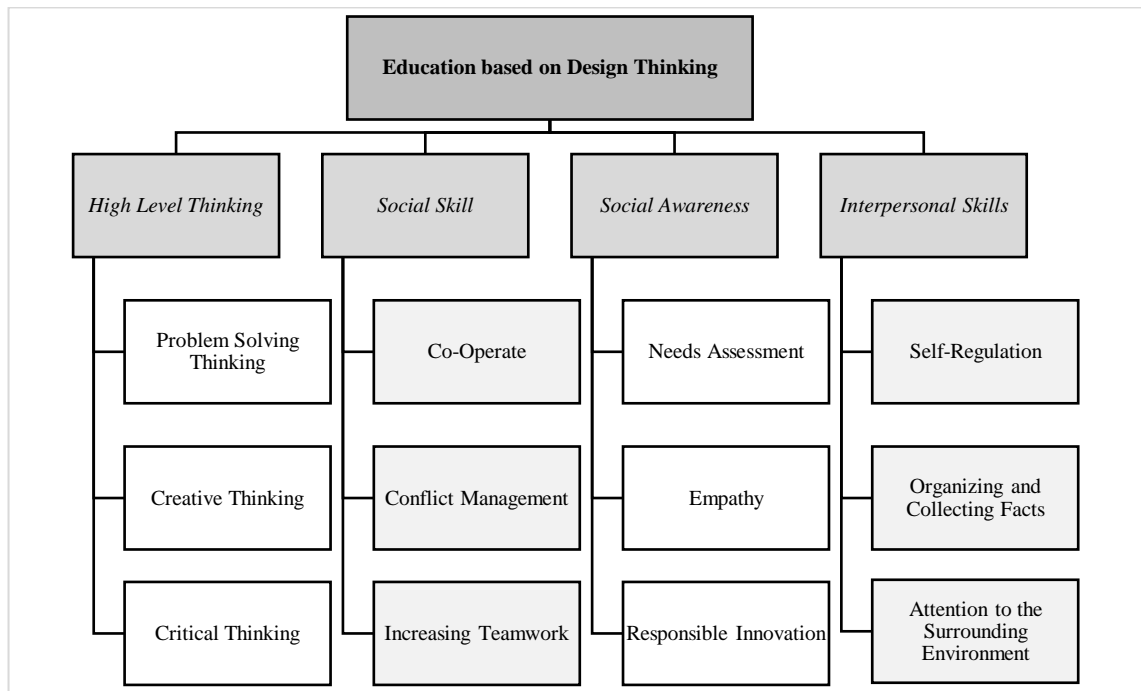 Education based on Design Thinking
High Level Thinking
Social Skill
Social Awareness
Interpersonal Skills
Problem Solving
Thinking
Co-Operate
Needs Assessment
Self-Regulation
Creative Thinking
Conflict Management
Empathy
Organizing and
Collecting Facts
Critical Thinking
Increasing Teamwork
Responsible Innovation
Attention to the
Surrounding
Environment